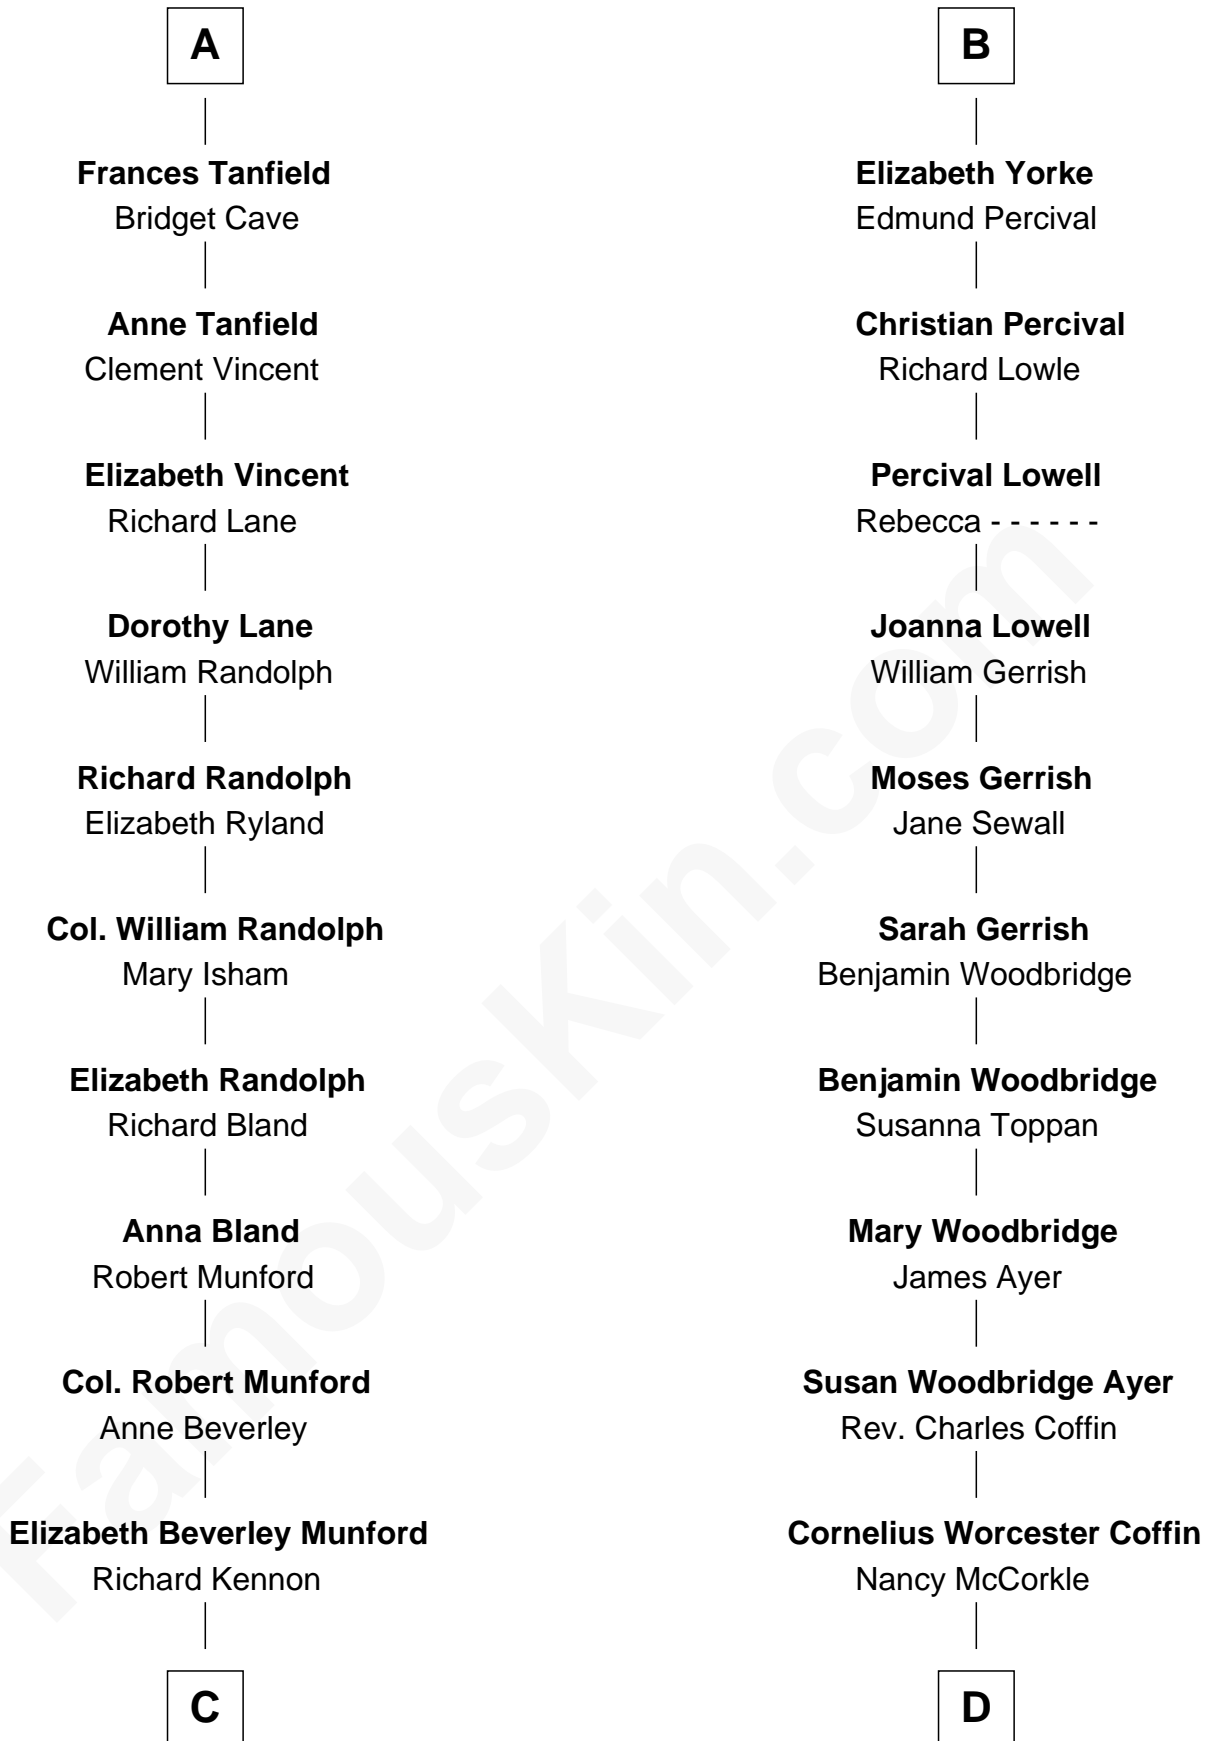 A
Frances Tanfield
Bridget Cave
Anne Tanfield
Clement Vincent
Elizabeth Vincent
Richard Lane
Dorothy Lane
William Randolph
Richard Randolph
Elizabeth Ryland
Col. William Randolph
Mary Isham
Elizabeth Randolph
Richard Bland
Anna Bland
Robert Munford
Col. Robert Munford
Anne Beverley
Elizabeth Beverley Munford
Richard Kennon
C
B
Elizabeth Yorke
Edmund Percival
Christian Percival
Richard Lowle
Percival Lowell
Rebecca - - - - - -
Joanna Lowell
William Gerrish
Moses Gerrish
Jane Sewall
Sarah Gerrish
Benjamin Woodbridge
Benjamin Woodbridge
Susanna Toppan
Mary Woodbridge
James Ayer
Susan Woodbridge Ayer
Rev. Charles Coffin
Cornelius Worcester Coffin
Nancy McCorkle
D
FamousKin.com